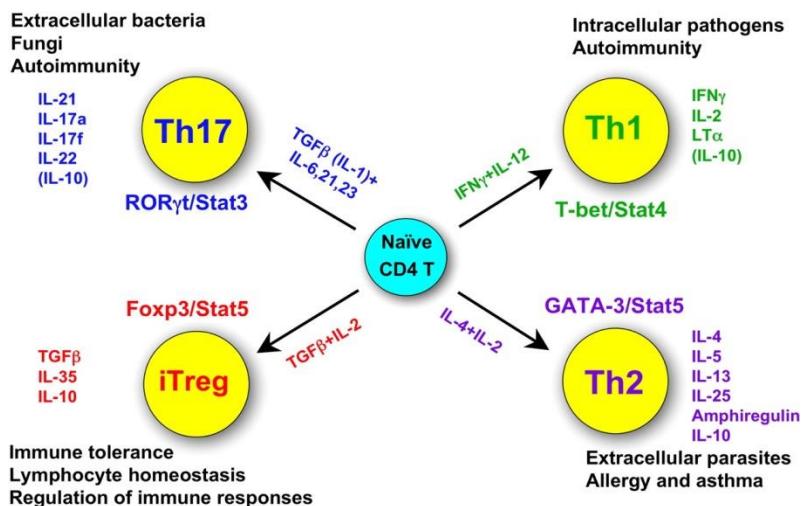 Extracellular bacteria
Fungi
Autoimmunity
IL-21
IL-17a
IL-17f
IL-22
(IL-10)
Th17
RORγt/Stat3
TGFβ (IL-1)+
IL-6,21,23
Intracellular pathogens
Autoimmunity
IFNγ
IL-2
LTα
(IL-10)
Th1
T-bet/Stat4
IFNγ+IL-12
Naïve
CD4 T
Foxp3/Stat5
TGFβ
IL-35
IL-10
iTreg
TGFβ+IL-2
Immune tolerance
Lymphocyte homeostasis
Regulation of immune responses
GATA-3/Stat5
IL-4+IL-2
Th2
IL-4
IL-5
IL-13
IL-25
Amphiregulin
IL-10
Extracellular parasites
Allergy and asthma